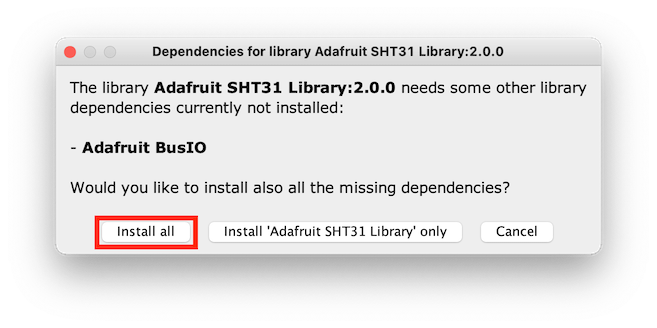 Dependencies for library Adafruit SHT31 Library:2.0.0
The library Adafruit SHT31 Library:2.0.0 needs some other library
dependencies currently not installed:
- Adafruit BusIO
Would you like to install also all the missing dependencies?
Install all
Install 'Adafruit SHT31 Library' only
Cancel